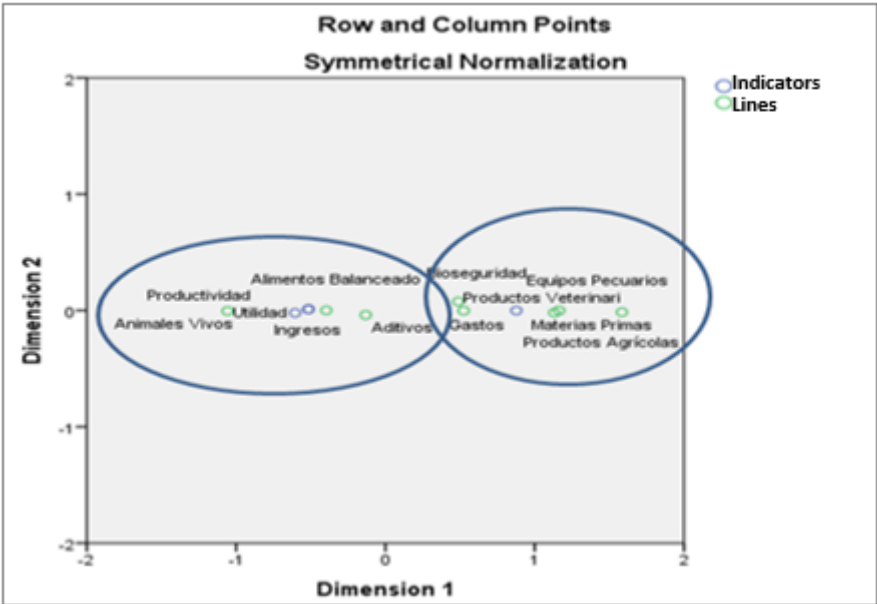 Row and Column Points
Symmetrical Normalization
Indicators
Lines
2
1
0
-1
-2
Dimension 2
Alimentos Balanceado
Bioseguridad
Equipos Pecuarios
Productividad
Productos Veterinari
Utilidad
Animales Vivos
Ingresos
Aditivos
Gastos
Materias Primas
Productos Agrícolas
-2
-1
0
1
2
Dimension 1